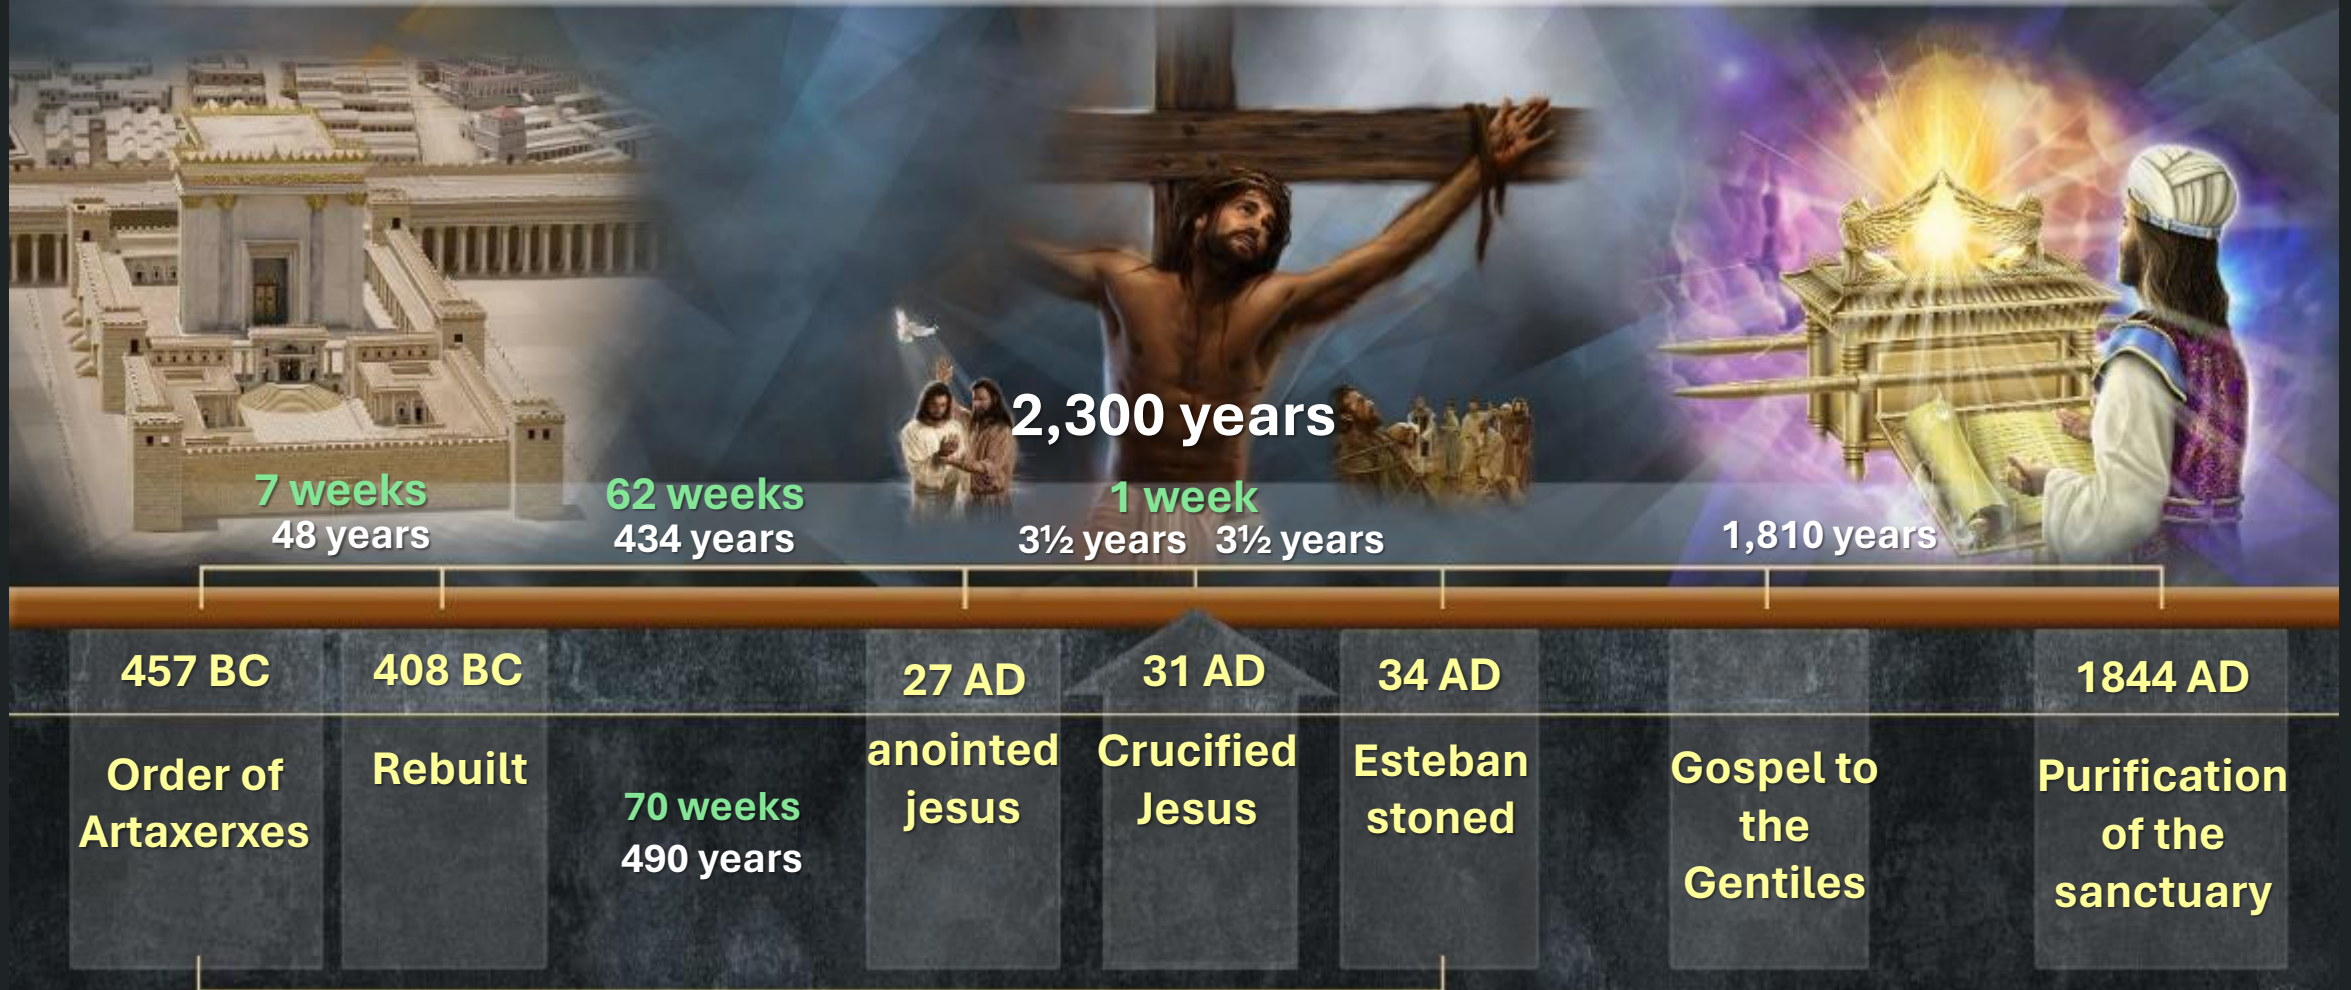 2,300 years
7 weeks
48 years
62 weeks
434 years
1 week
3½ years 3½ years
1,810 years
457 BC
Order of
Artaxerxes
408 BC
Rebuilt
70 weeks
490 years
27 AD
anointed
jesus
31 AD
Crucified
Jesus
34 AD
Esteban
stoned
Gospel to
the
Gentiles
1844 AD
Purification
of the
sanctuary